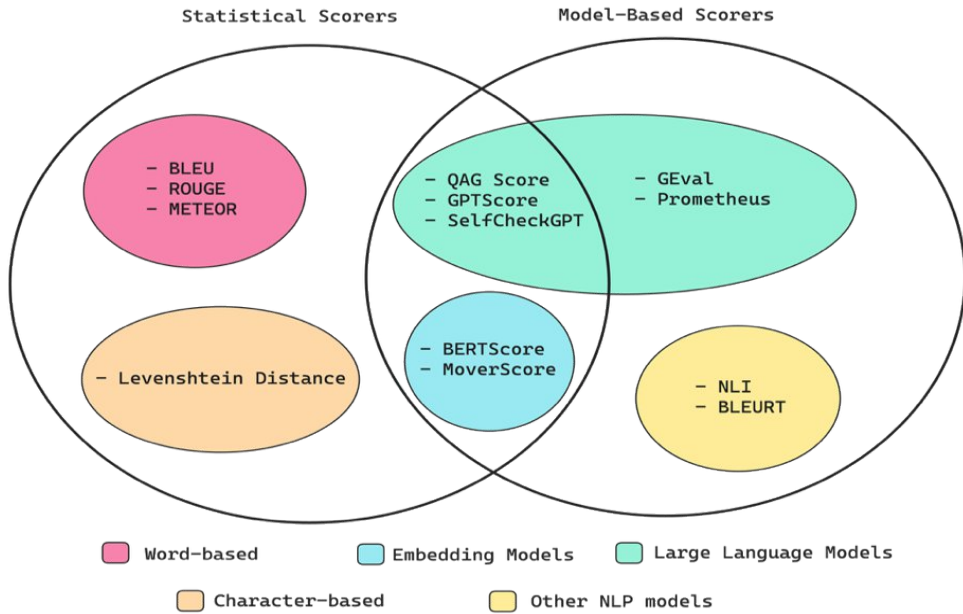 Statistical Scorers
Model-Based Scorers
- BLEU
- ROUGE
- METEOR
- QAG Score
- GPTScore
- SelfCheckGPT
- GEval
- Prometheus
- Levenshtein Distance
- BERTScore
- MoverScore
- NLI
- BLEURT
Word-based
Embedding Models
Large Language Models
Character-based
Other NLP models